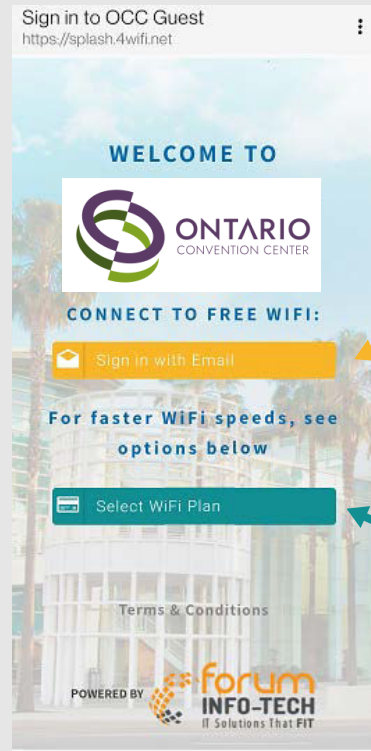 Sign in to OCC Guest
https://splash.4wifi.net
WELCOME TO
ONTARIO
CONVENTION CENTER
CONNECT TO FREE WIFI:
Sign in with Email
For faster WiFi speeds, see
options below
Select WiFi Plan
Terms & Conditions
POWERED BY
forum
INFO-TECH
IT Solutions That FIT